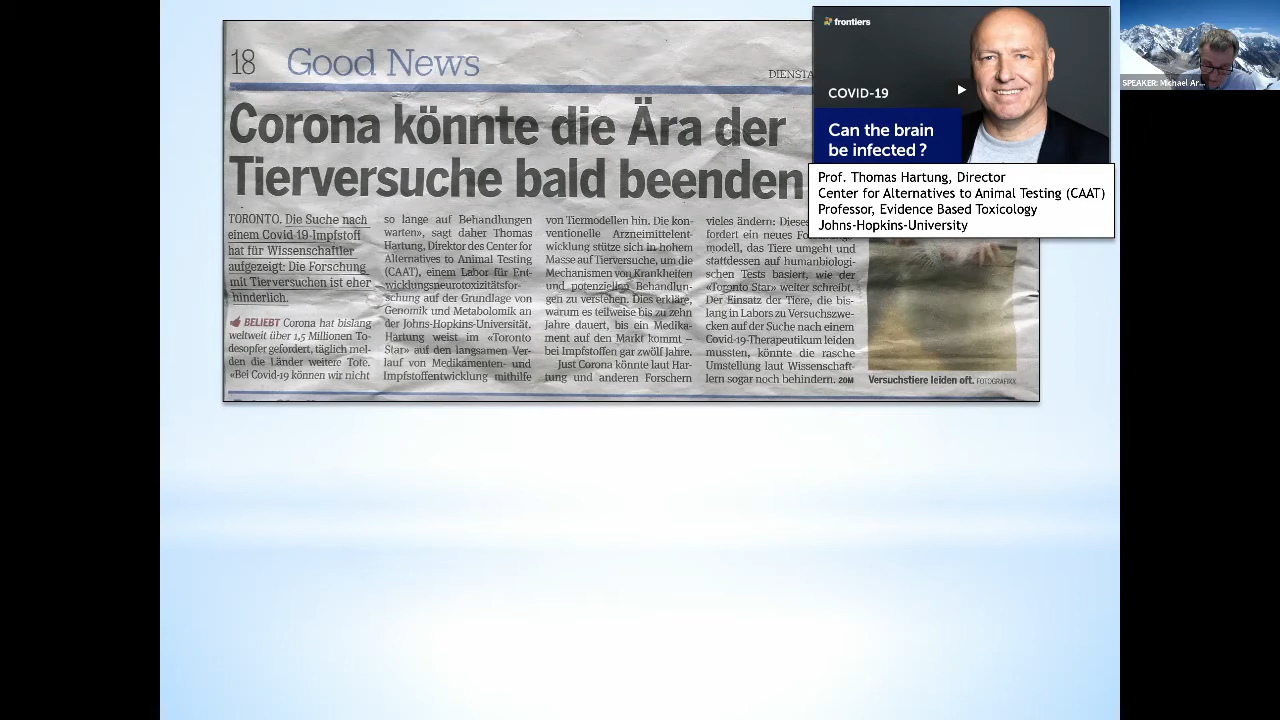 18 Good News
DIENSTA
Corona könnte die Ära der
Tierversuche bald beenden
TORONTO. Die Suche nach
einem Covid-19-Impfstoff
hat für Wissenschaftler
aufgezeigt: Die Forschung
mit Tierversuchen ist eher
hinderlich.
BELIEBT Corona hat bislang
weltweit über 1,5 Millionen To-
desopfer gefordert, täglich mel-
den die Länder weitere Tote.
«Bei Covid-19 können wir nicht
so lange auf Behandlungen
warten», sagt daher Thomas
Hartung, Direktor des Center for
Alternatives to Animal Testing
(CAAT), einem Labor für Ent-
wicklungsneurotoxizitätsfor-
schung auf der Grundlage von
Genomik und Metabolomik an
der Johns-Hopkins-Universität.
Hartung weist im «Toronto
Star» auf den langsamen Ver-
lauf von Medikamenten- und
Impfstoffentwicklung mithilfe
von Tiermodellen hin. Die kon-
ventionelle Arzneimittelent-
wicklung stütze sich in hohem
Masse auf Tierversuche, um die
Mechanismen von Krankheiten
und potenziellen Behandlun-
gen zu verstehen. Dies erkläre,
warum es teilweise bis zu zehn
Jahre dauert, bis ein Medika-
ment auf den Markt kommt –
bei Impfstoffen gar zwölf Jahre.
Just Corona könnte laut Har-
tung und anderen Forschern
vieles ändern: Dieses
fordert ein neues
modell, das Tiere umgeht und
stattdessen auf humanbiologi-
schen Tests basiert, wie der
«Toronto Star» weiter schreibt.
Der Einsatz der Tiere, die bis-
lang in Labors zu Versuchszwe-
cken auf der Suche nach einem
Covid-19-Therapeutikum leiden
mussten, könnte die rasche
Umstellung laut Wissenschaft-
lern sogar noch behindern. 20M
Versuchstiere leiden oft. FOTOGRAFIXX
frontiers
COVID-19
Can the brain
be infected?
Prof. Thomas Hartung, Director
Center for Alternatives to Animal Testing (CAAT)
Professor, Evidence Based Toxicology
Johns-Hopkins-University
SPEAKER: Michael Ar...